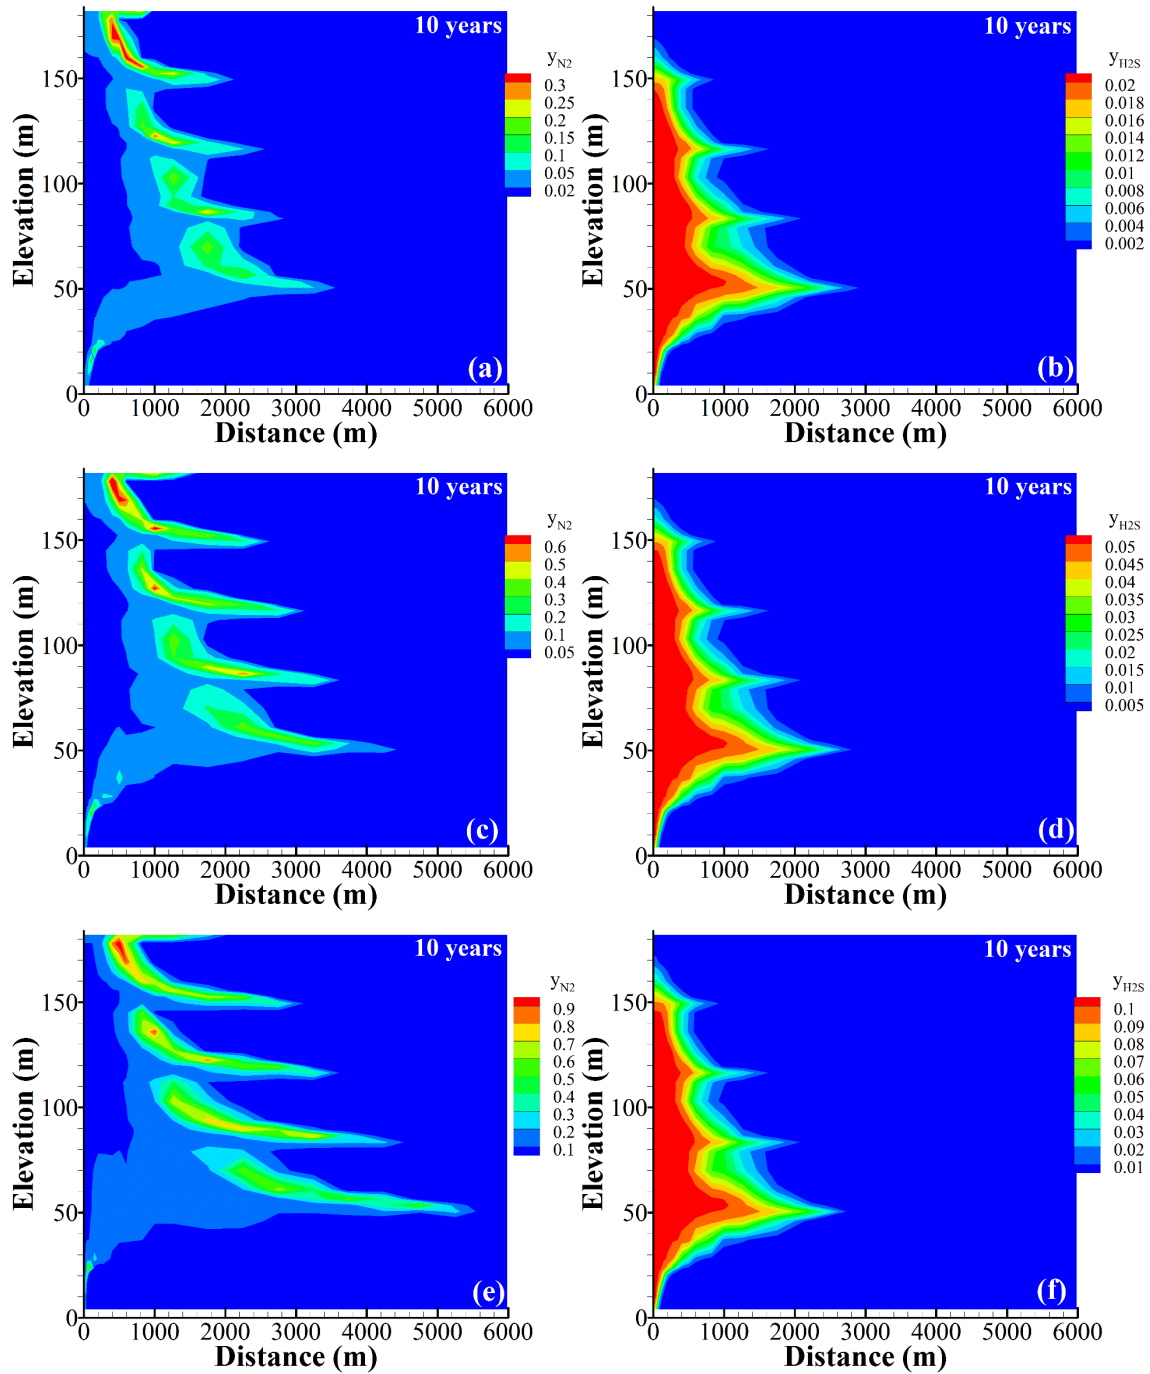 10 years
y_N2
0.3
0.25
0.2
0.15
0.1
0.05
0.02
Elevation (m)
150
100
50
0
0 1000 2000 3000 4000 5000 6000
Distance (m)
(a)
10 years
y_H2S
0.02
0.018
0.016
0.014
0.012
0.01
0.008
0.006
0.004
0.002
Elevation (m)
150
100
50
0
0 1000 2000 3000 4000 5000 6000
Distance (m)
(b)
10 years
y_N2
0.6
0.5
0.4
0.3
0.2
0.1
0.05
Elevation (m)
150
100
50
0
0 1000 2000 3000 4000 5000 6000
Distance (m)
(c)
10 years
y_H2S
0.05
0.045
0.04
0.035
0.03
0.025
0.02
0.015
0.01
0.005
Elevation (m)
150
100
50
0
0 1000 2000 3000 4000 5000 6000
Distance (m)
(d)
10 years
y_N2
0.9
0.8
0.7
0.6
0.5
0.4
0.3
0.2
0.1
Elevation (m)
150
100
50
0
0 1000 2000 3000 4000 5000 6000
Distance (m)
(e)
10 years
y_H2S
0.1
0.09
0.08
0.07
0.06
0.05
0.04
0.03
0.02
0.01
Elevation (m)
150
100
50
0
0 1000 2000 3000 4000 5000 6000
Distance (m)
(f)